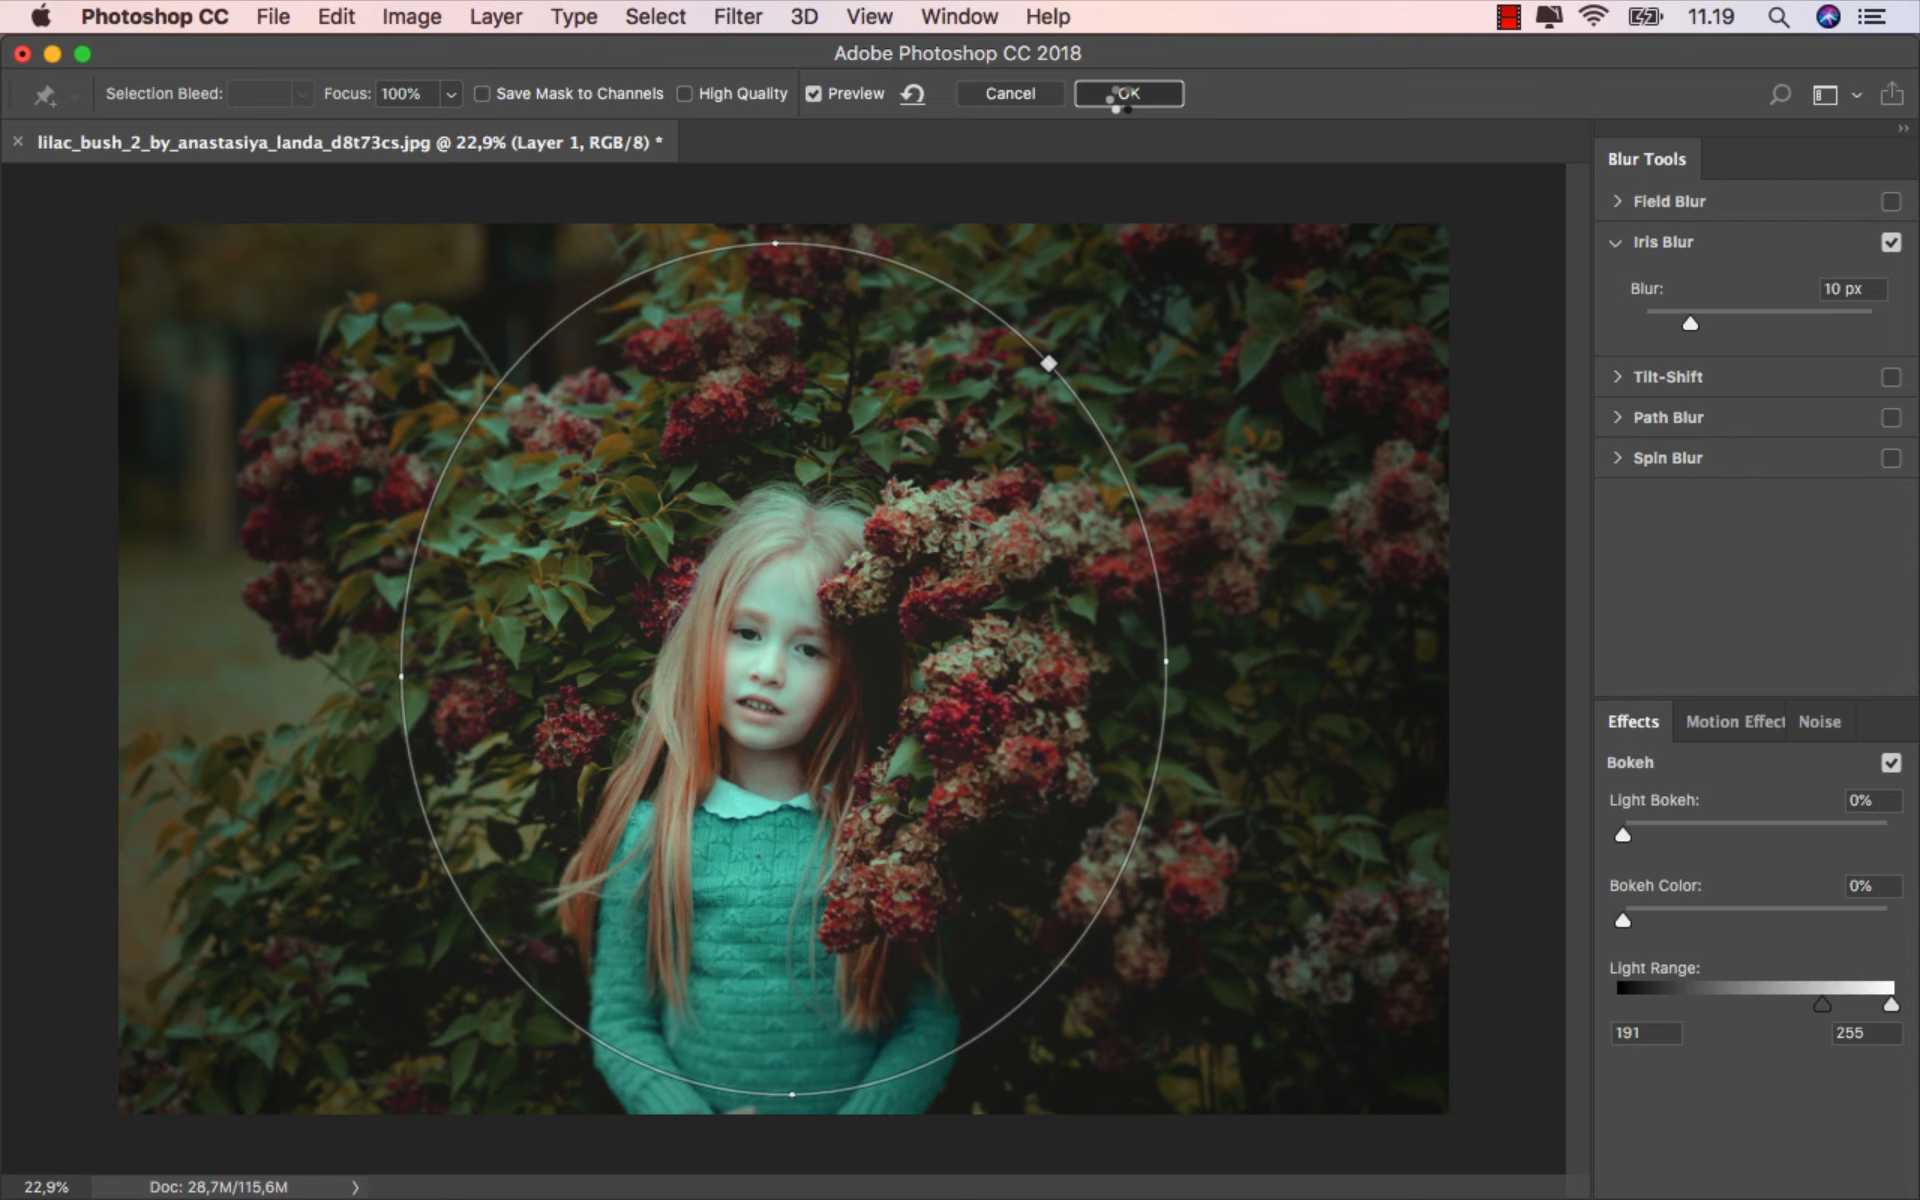 Photoshop CC File Edit Image Layer Type Select Filter 3D View Window Help 11.19
Adobe Photoshop CC 2018
Selection Bleed: Focus: 100% Save Mask to Channels High Quality Preview Cancel OK
lilac_bush_2_by_anastasiya_landa_d8t73cs.jpg @ 22,9% (Layer 1, RGB/8) *
Blur Tools
Field Blur
Iris Blur
Blur: 10 px
Tilt-Shift
Path Blur
Spin Blur
Effects Motion Effect Noise
Bokeh
Light Bokeh: 0%
Bokeh Color: 0%
Light Range:
191 255
22,9% Doc: 28,7M/115,6M